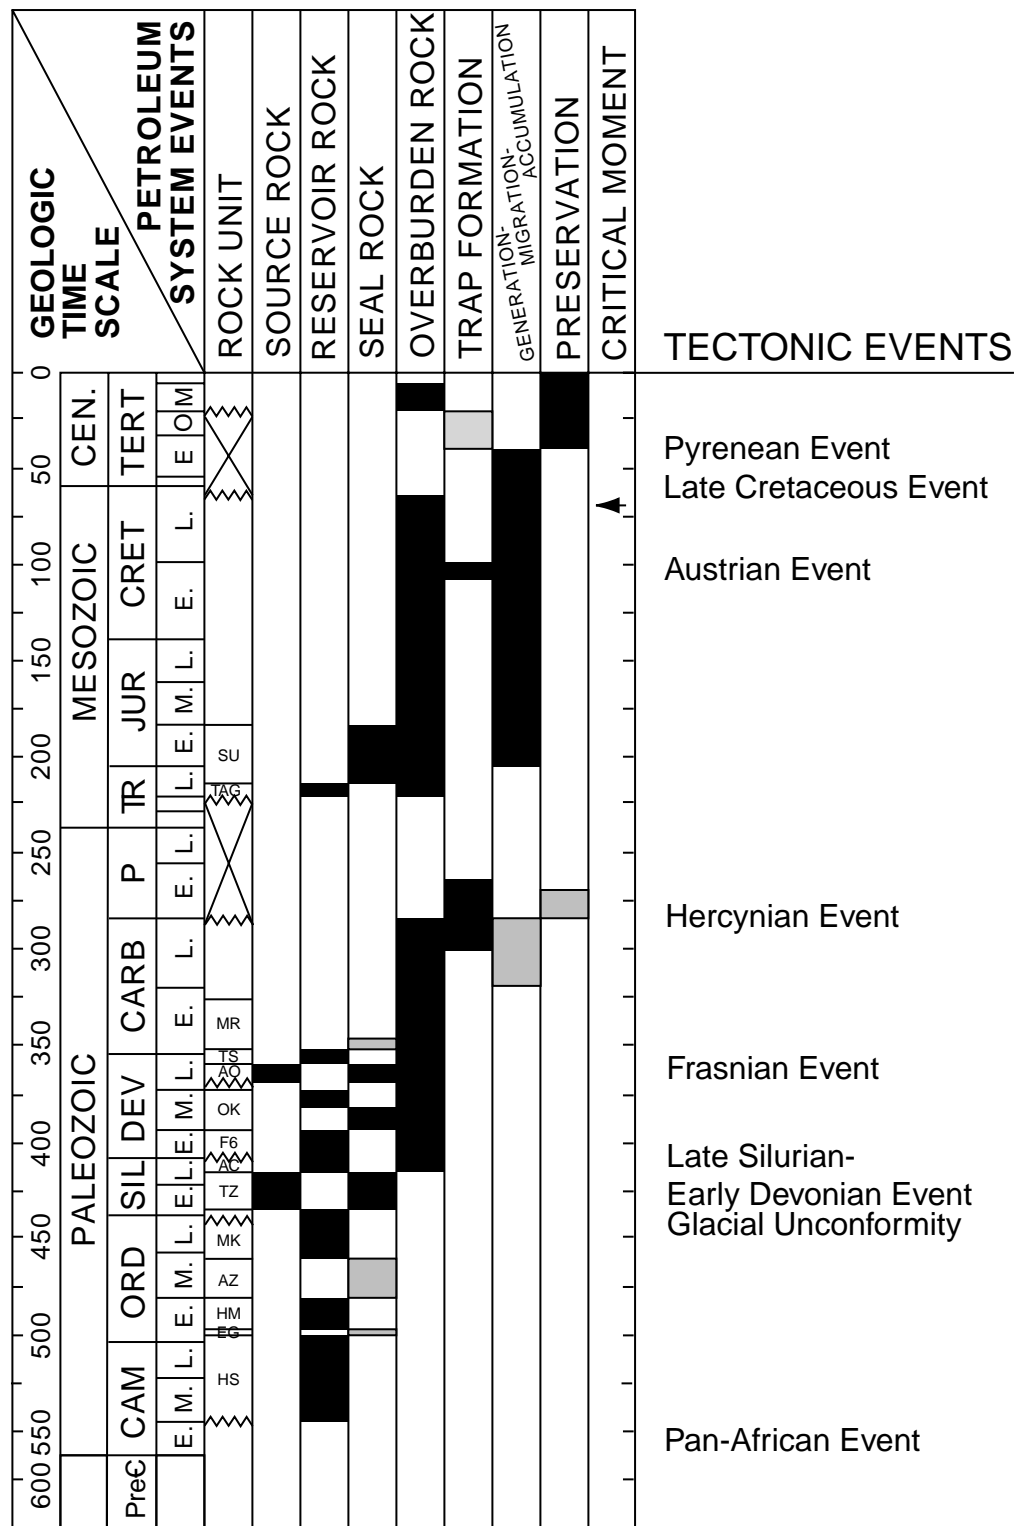 GEOLOGIC
TIME
SCALE
PETROLEUM
SYSTEM EVENTS
ROCK UNIT
SOURCE ROCK
RESERVOIR ROCK
SEAL ROCK
OVERBURDEN ROCK
TRAP FORMATION
GENERATION-
MIGRATION-
ACCUMULATION
PRESERVATION
CRITICAL MOMENT
TECTONIC EVENTS
0
50
100
150
200
250
300
350
400
450
500
550
600
CEN.
MESOZOIC
PALEOZOIC
TERT
CRET
JUR
TR
P
CARB
DEV
SIL
ORD
CAM
Pre€
M
O
E
L.
E.
L.
M.
E.
L.
L.
E.
L.
E.
L.
M.
E.
L.
E.
L.
M.
E.
L.
M.
E.
SU
TAG
MR
TS
AO
OK
F6
AC
TZ
MK
AZ
HM
EG
HS
Pyrenean Event
Late Cretaceous Event
Austrian Event
Hercynian Event
Frasnian Event
Late Silurian-
Early Devonian Event
Glacial Unconformity
Pan-African Event